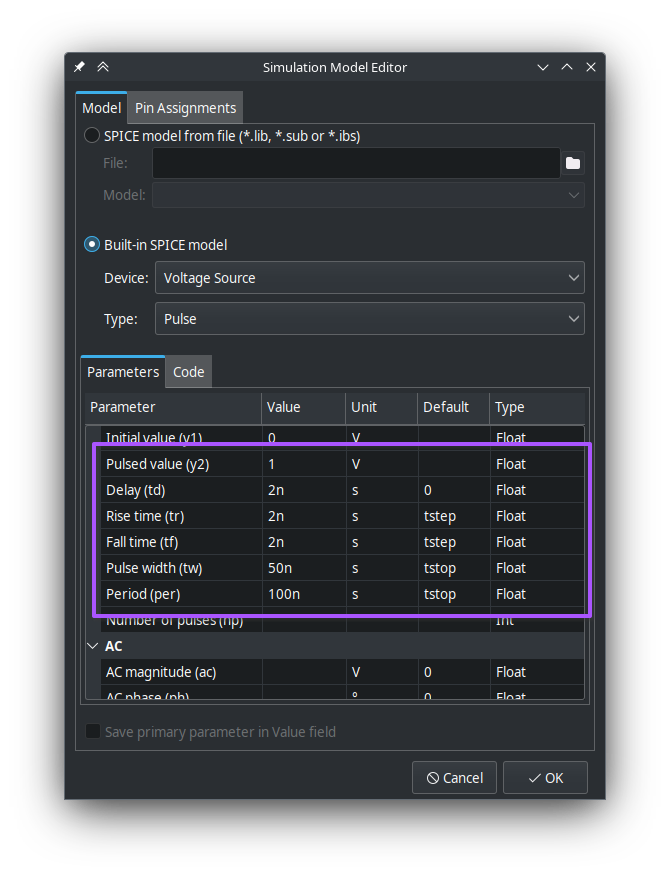 Simulation Model Editor
Model Pin Assignments
SPICE model from file (*.lib, *.sub or *.ibs)
File:
Model:
Built-in SPICE model
Device: Voltage Source
Type: Pulse
Parameters Code
Parameter Value Unit Default Type
Initial value (y1) 0 V Float
Pulsed value (y2) 1 V Float
Delay (td) 2n s 0 Float
Rise time (tr) 2n s tstep Float
Fall time (tf) 2n s tstep Float
Pulse width (tw) 50n s tstop Float
Period (per) 100n s tstop Float
Number of pulses (np) Int
AC
AC magnitude (ac) V 0 Float
AC phase (ph) ° 0 Float
Save primary parameter in Value field
Cancel OK